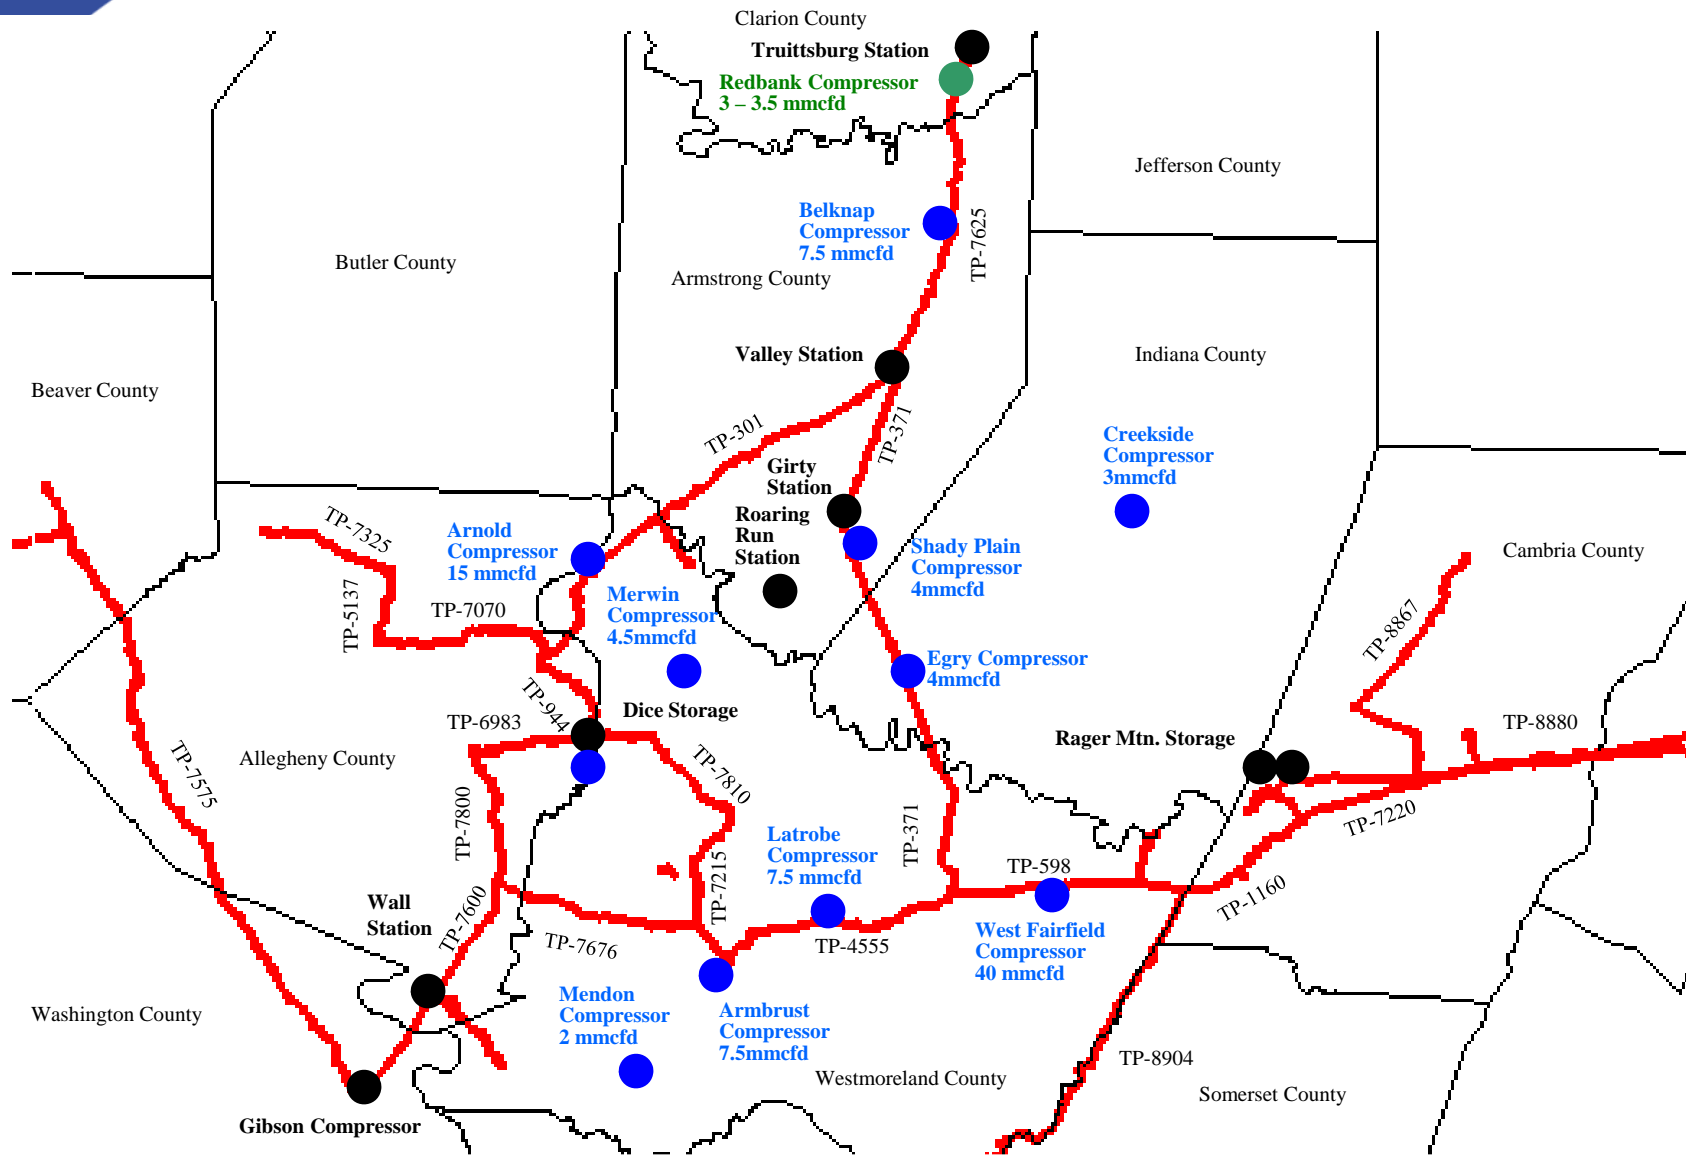 Clarion County
Truittsburg Station
Redbank Compressor
3 – 3.5 mmcfd
Jefferson County
Belknap
Compressor
7.5 mmcfd
TP-7625
Butler County
Armstrong County
Valley Station
Indiana County
Beaver County
TP-301
TP-371
Creekside
Compressor
3mmcfd
Girty
Station
Roaring
Run
Station
TP-7325
Arnold
Compressor
15 mmcfd
Shady Plain
Compressor
4mmcfd
Cambria County
TP-5137
TP-7070
Merwin
Compressor
4.5mmcfd
TP-8867
Egry Compressor
4mmcfd
TP-944
Dice Storage
TP-6983
TP-8880
Rager Mtn. Storage
Allegheny County
TP-7575
TP-7810
TP-7800
TP-7220
Latrobe
Compressor
7.5 mmcfd
TP-371
TP-598
TP-7215
Wall
Station
TP-7600
TP-1160
TP-7676
TP-4555
West Fairfield
Compressor
40 mmcfd
Mendon
Compressor
2 mmcfd
Armbrust
Compressor
7.5mmcfd
Washington County
TP-8904
Westmoreland County
Somerset County
Gibson Compressor